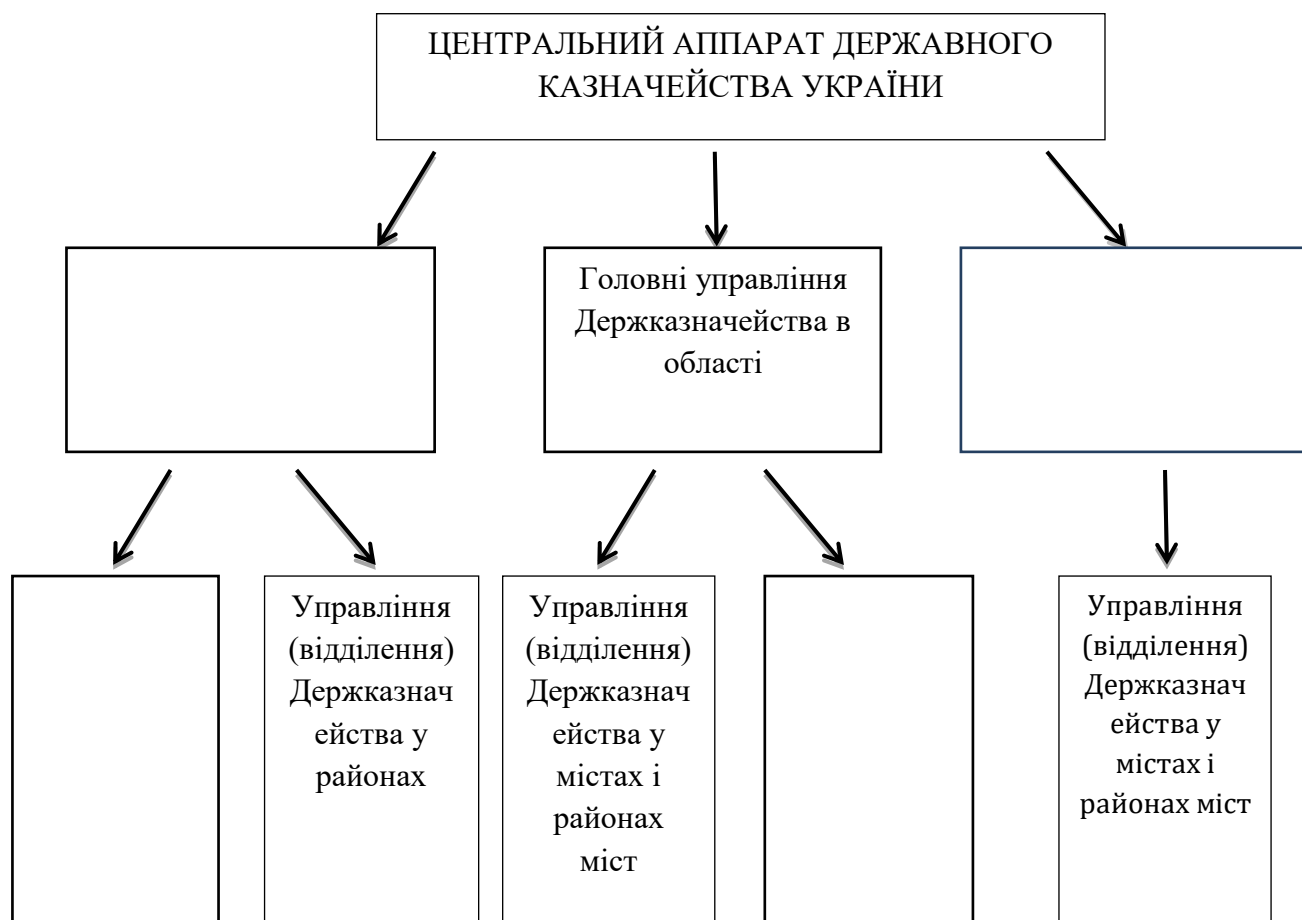 ЦЕНТРАЛЬНИЙ АППАРАТ ДЕРЖАВНОГО
КАЗНАЧЕЙСТВА УКРАЇНИ
Головні управління
Держказначейства в
області
Управління
(відділення)
Держказнач
ейства у
районах
Управління
(відділення)
Держказнач
ейства у
містах і
районах
міст
Управління
(відділення)
Держказнач
ейства у
містах і
районах міст